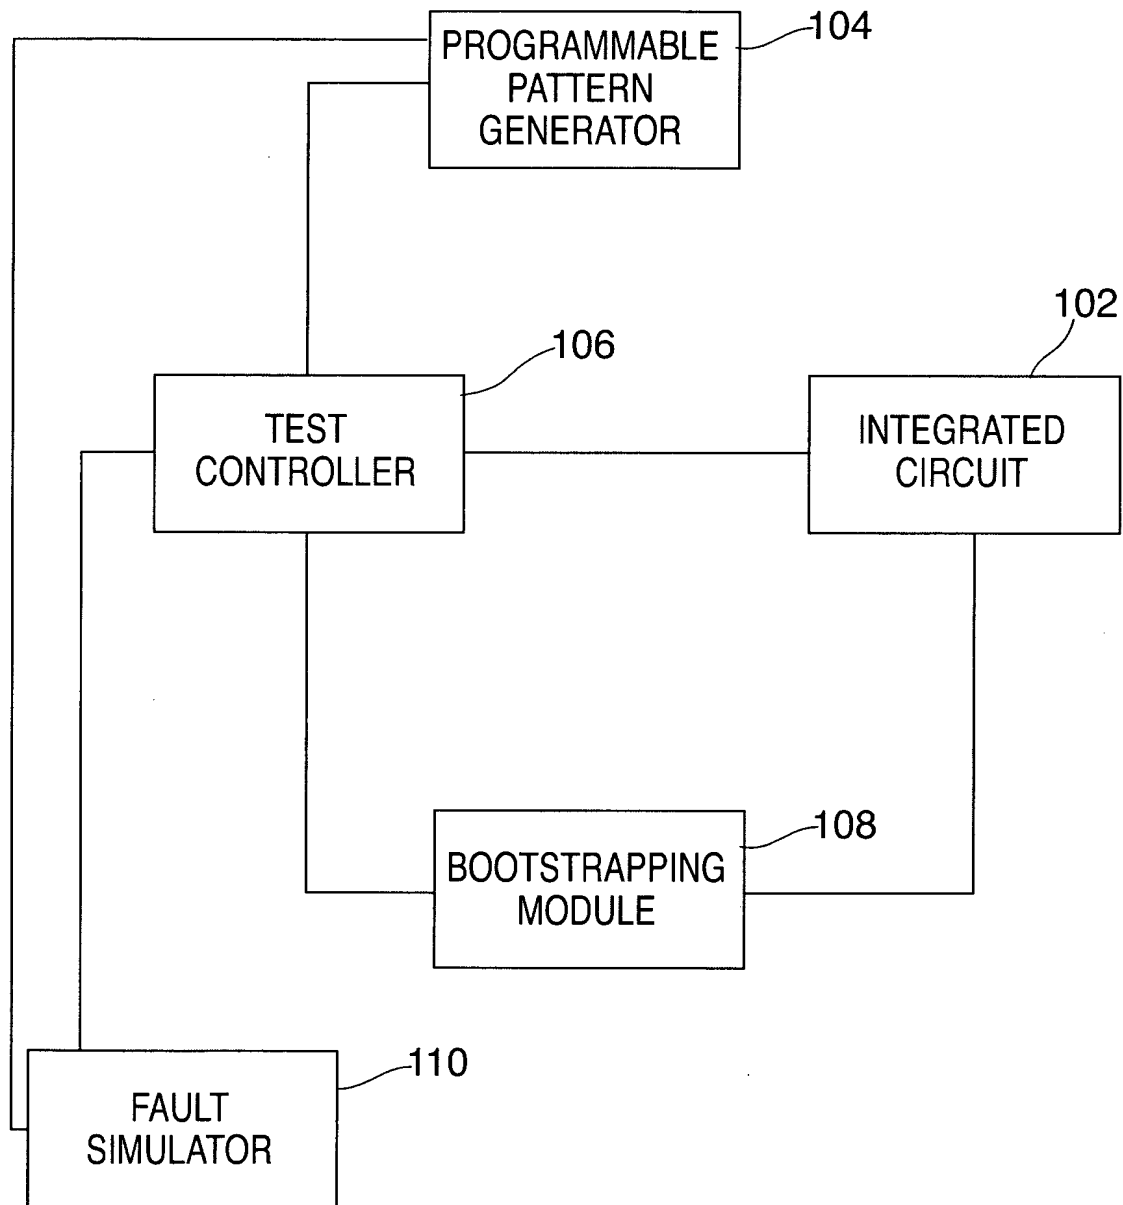 PROGRAMMABLE
PATTERN
GENERATOR
104
102
106
TEST
CONTROLLER
INTEGRATED
CIRCUIT
108
BOOTSTRAPPING
MODULE
110
FAULT
SIMULATOR